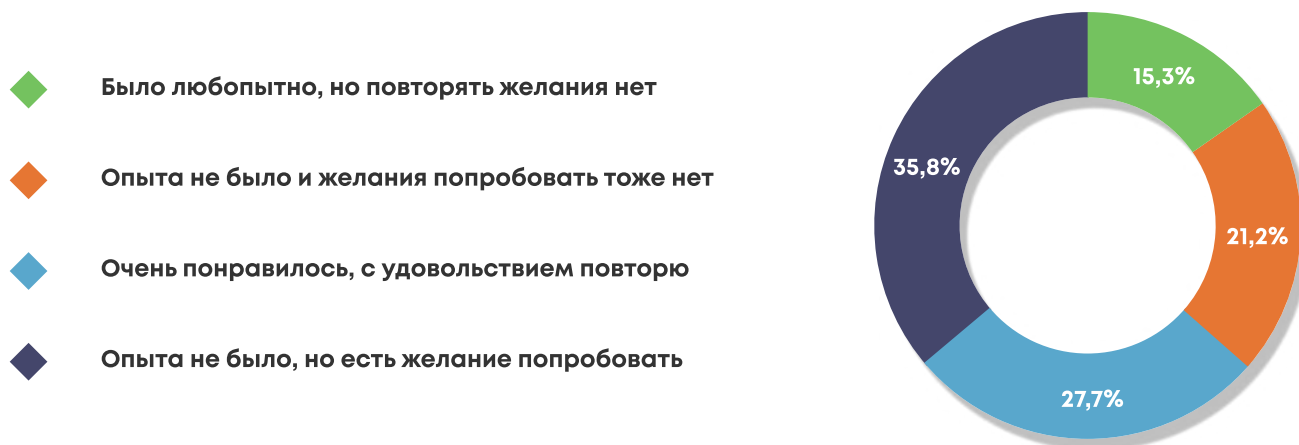 Было любопытно, но повторять желания нет
Опыта не было и желания попробовать тоже нет
Очень понравилось, с удовольствием повторю
Опыта не было, но есть желание попробовать
15,3%
35,8%
21,2%
27,7%